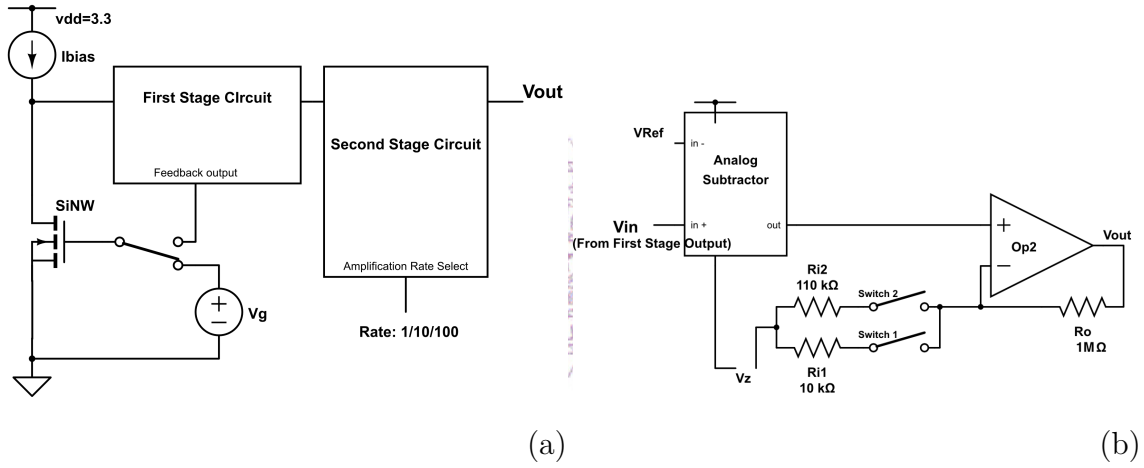 vdd=3.3
Ibias
First Stage CIrcuit
Feedback output
Second Stage Circuit
Amplification Rate Select
Vout
SiNW
Vg
Rate: 1/10/100
(a)
VRef
in -
Analog
Subtractor
Vin
in +
out
(From First Stage Output)
Op2
Vout
Ri2
110 kΩ
Switch 2
Switch 1
Ri1
10 kΩ
Vz
Ro
1MΩ
(b)